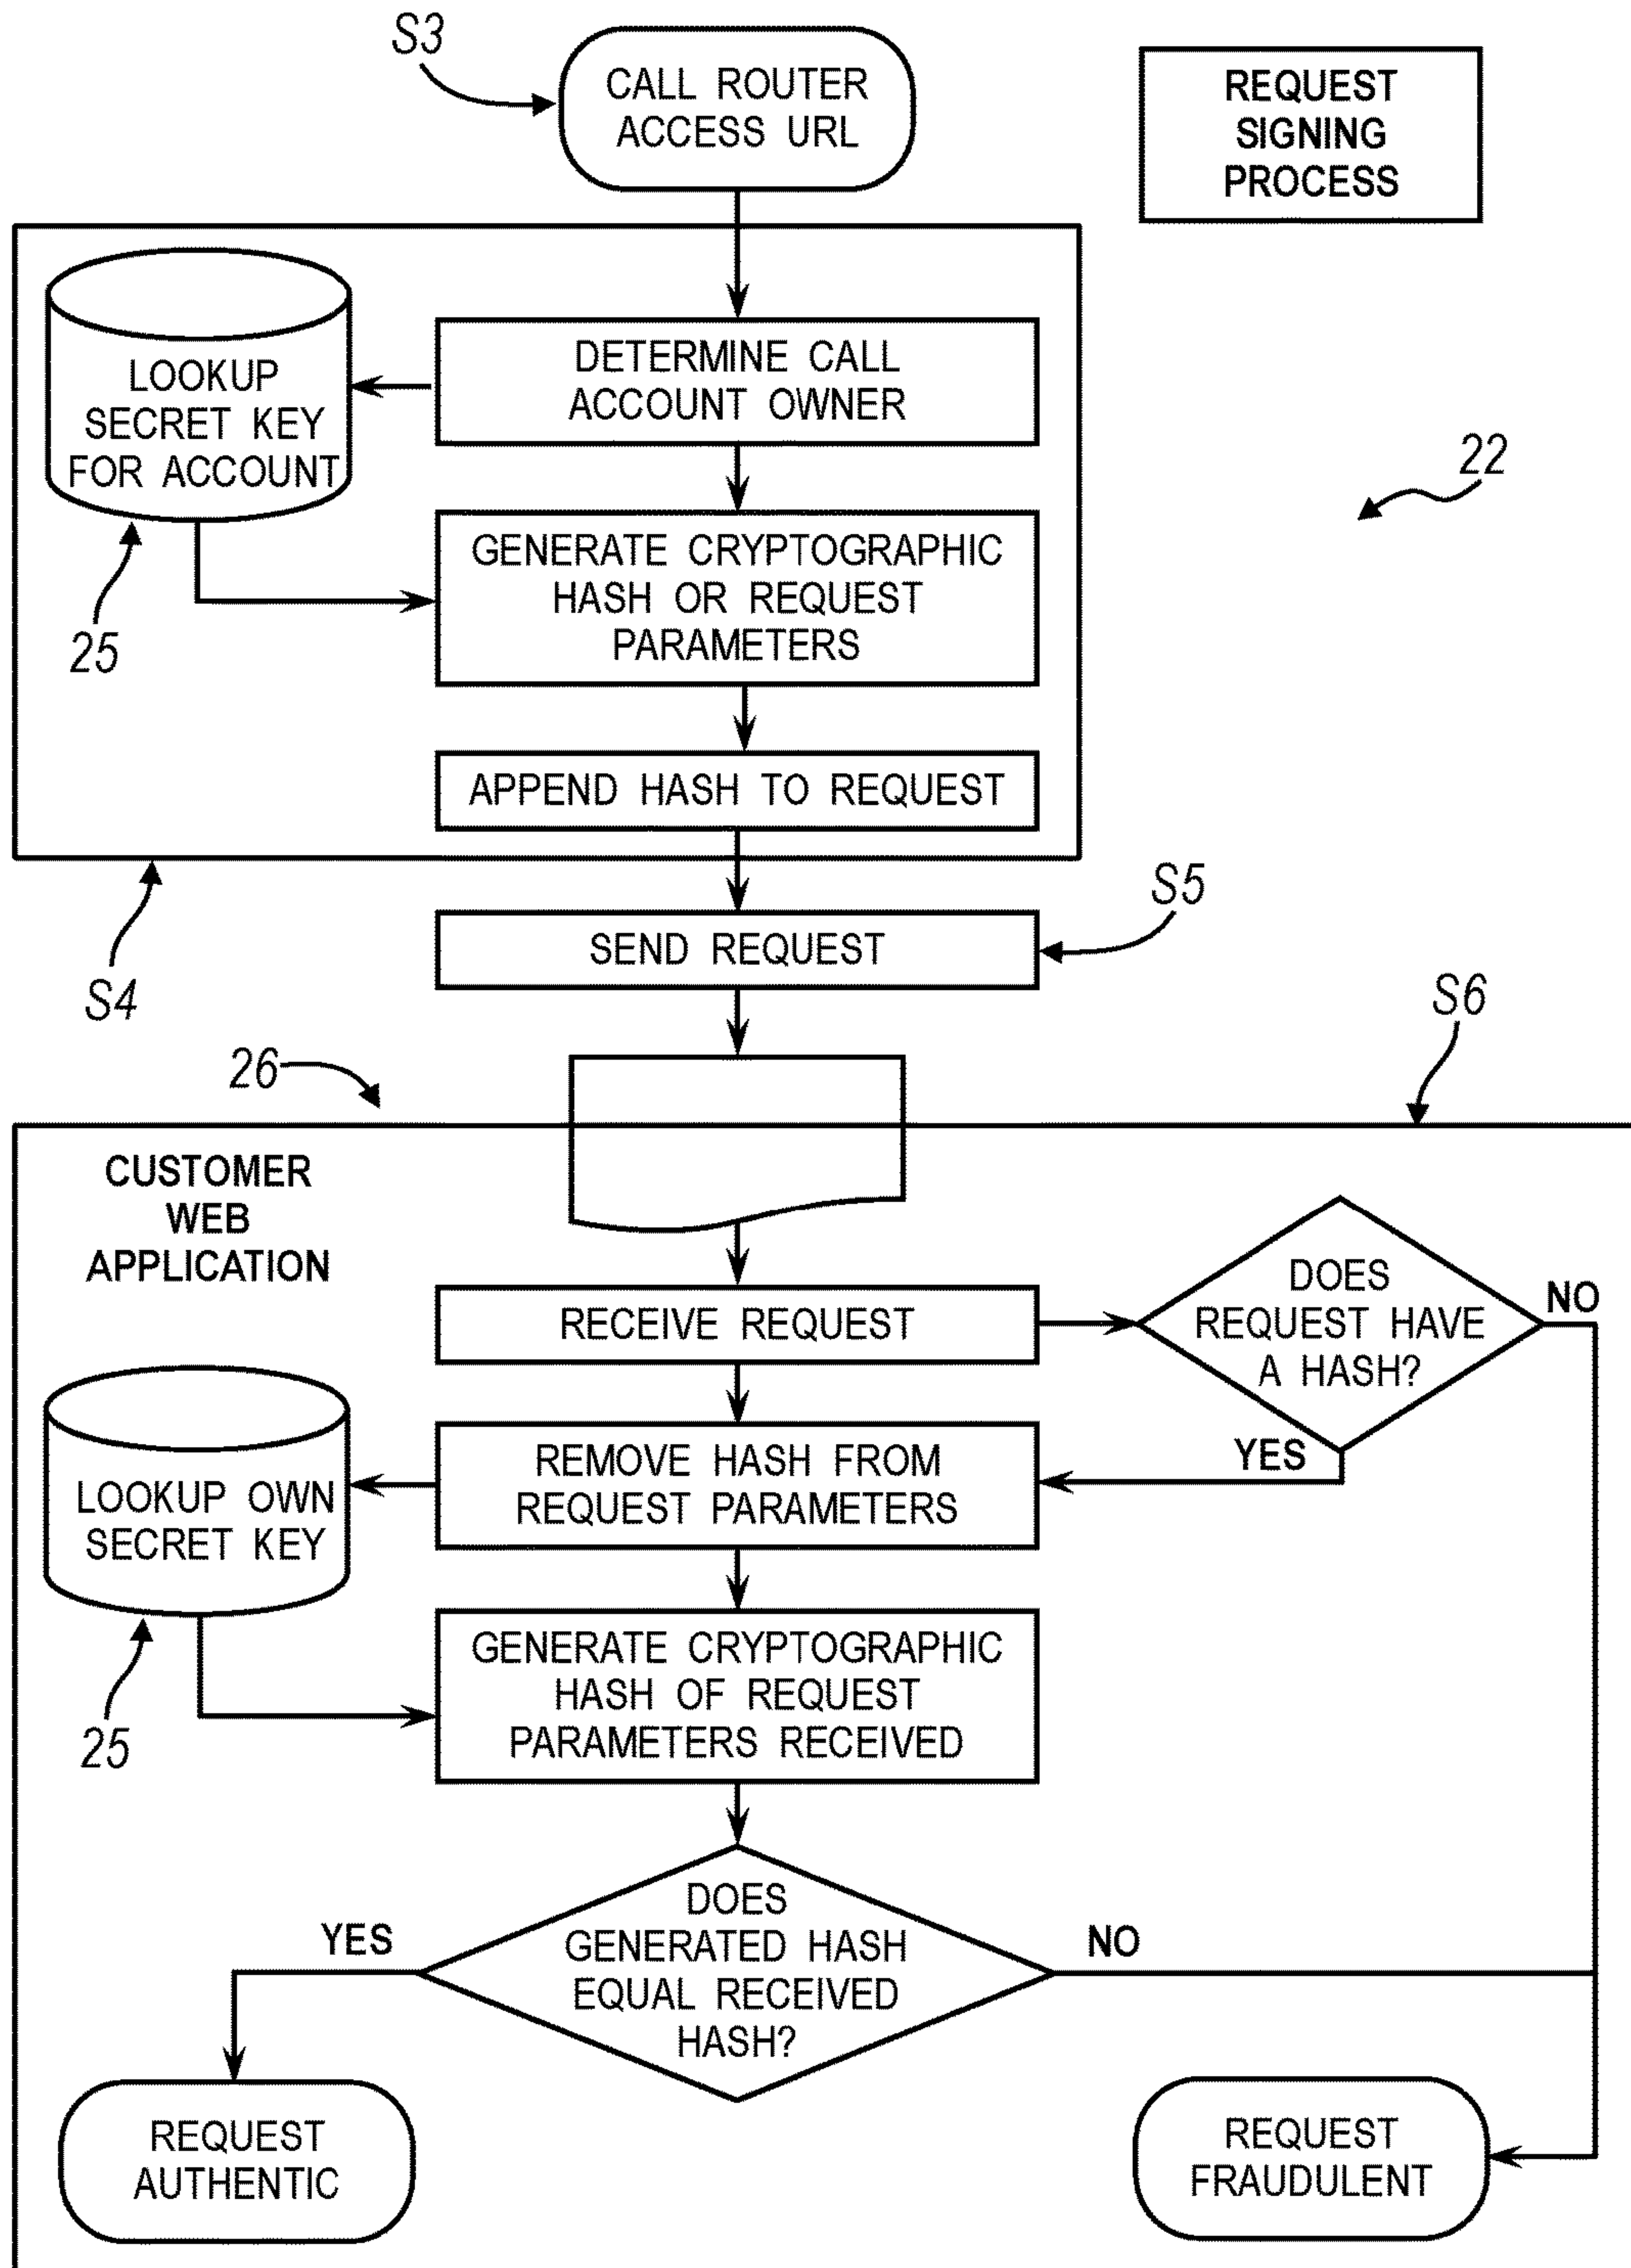 S3
CALL ROUTER
ACCESS URL
REQUEST
SIGNING
PROCESS
LOOKUP
SECRET KEY
FOR ACCOUNT
DETERMINE CALL
ACCOUNT OWNER
22
GENERATE CRYPTOGRAPHIC
HASH OR REQUEST
PARAMETERS
25
APPEND HASH TO REQUEST
S4
SEND REQUEST
S5
26
S6
CUSTOMER
WEB
APPLICATION
RECEIVE REQUEST
DOES
REQUEST HAVE
A HASH?
NO
YES
REMOVE HASH FROM
REQUEST PARAMETERS
LOOKUP OWN
SECRET KEY
25
GENERATE CRYPTOGRAPHIC
HASH OF REQUEST
PARAMETERS RECEIVED
DOES
GENERATED HASH
EQUAL RECEIVED
HASH?
YES
NO
REQUEST
AUTHENTIC
REQUEST
FRAUDULENT